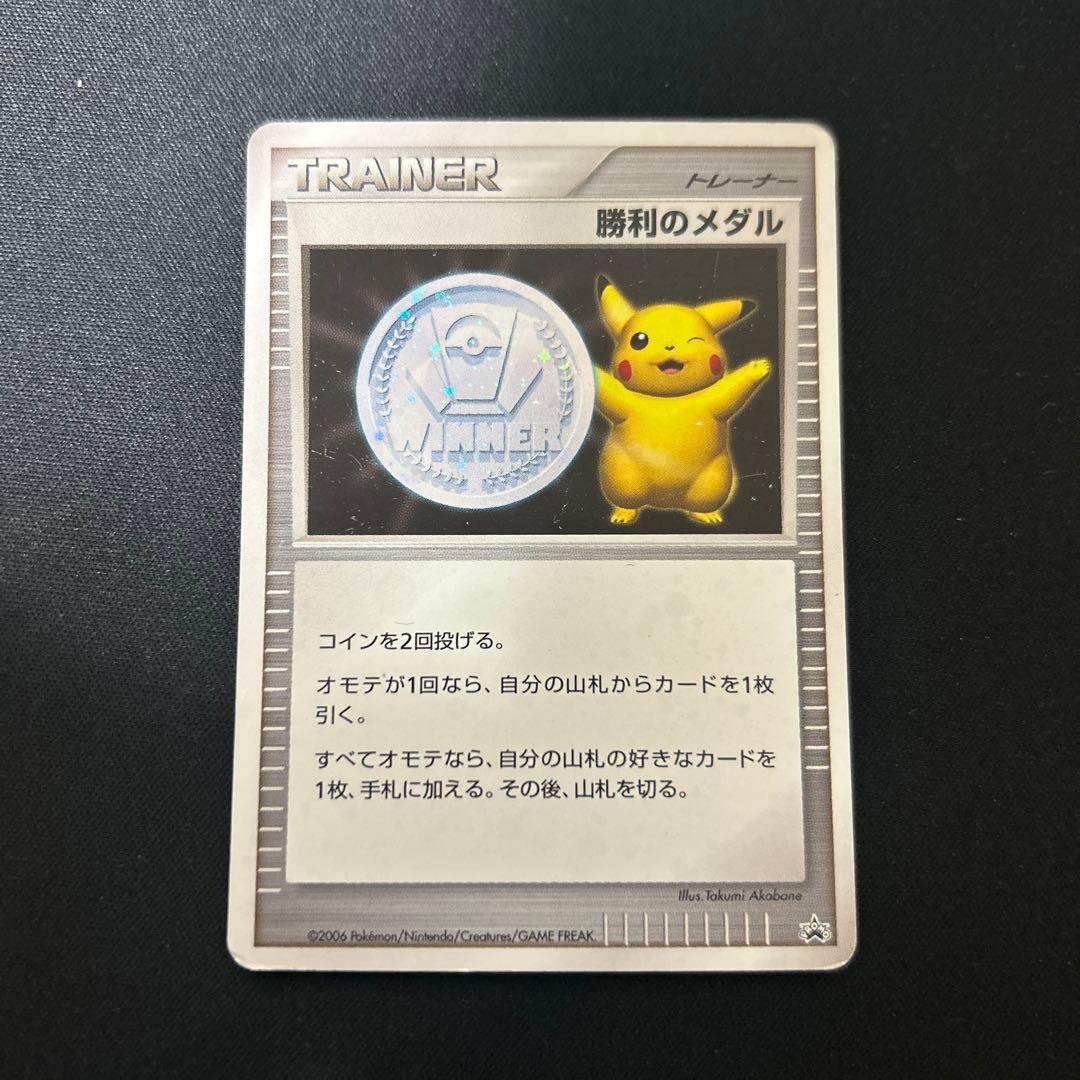 TRAINER
トレーナー
勝利のメダル
WINNER
コインを2回投げる。
オモテが1回なら、自分の山札からカードを1枚
引く。
すべてオモテなら、自分の山札の好きなカードを
1枚、手札に加える。その後、山札を切る。
Illus.Takumi Akabane
©2006 Pokémon/Nintendo/Creatures/GAME FREAK.
PROMO